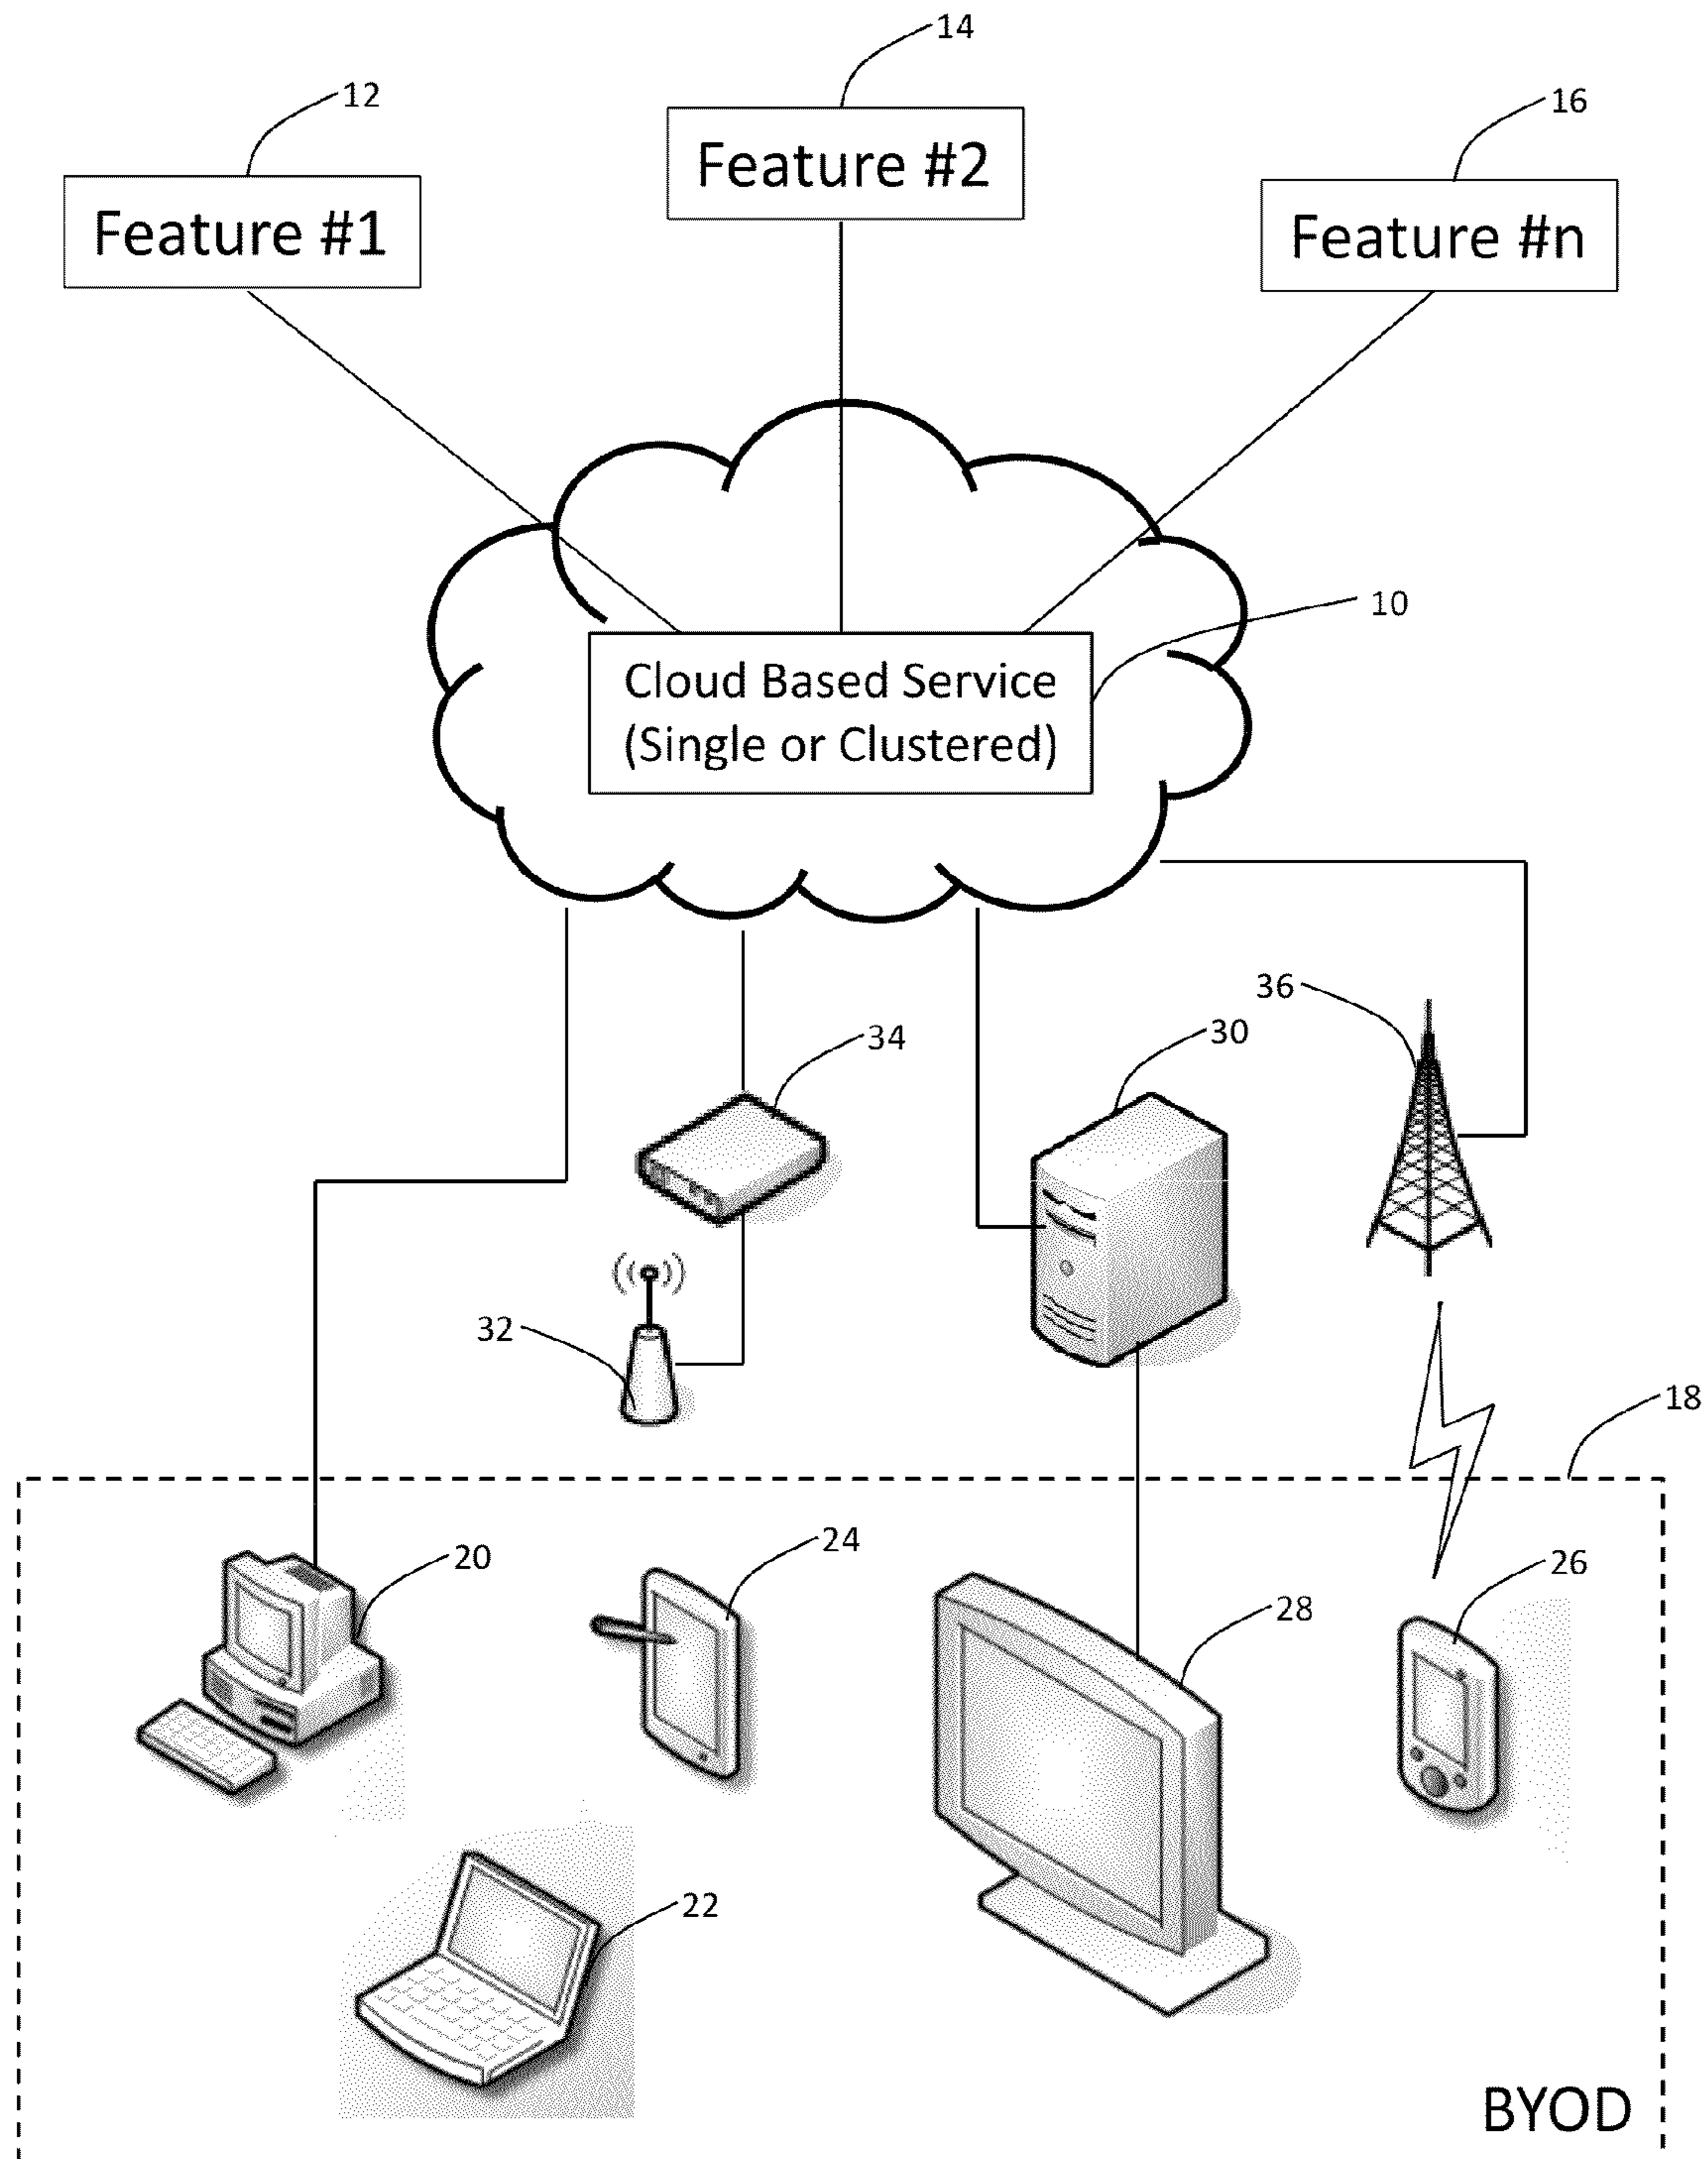 14
12
16
Feature #2
Feature #1
Feature #n
10
Cloud Based Service
(Single or Clustered)
36
30
34
32
18
24
20
26
28
22
BYOD